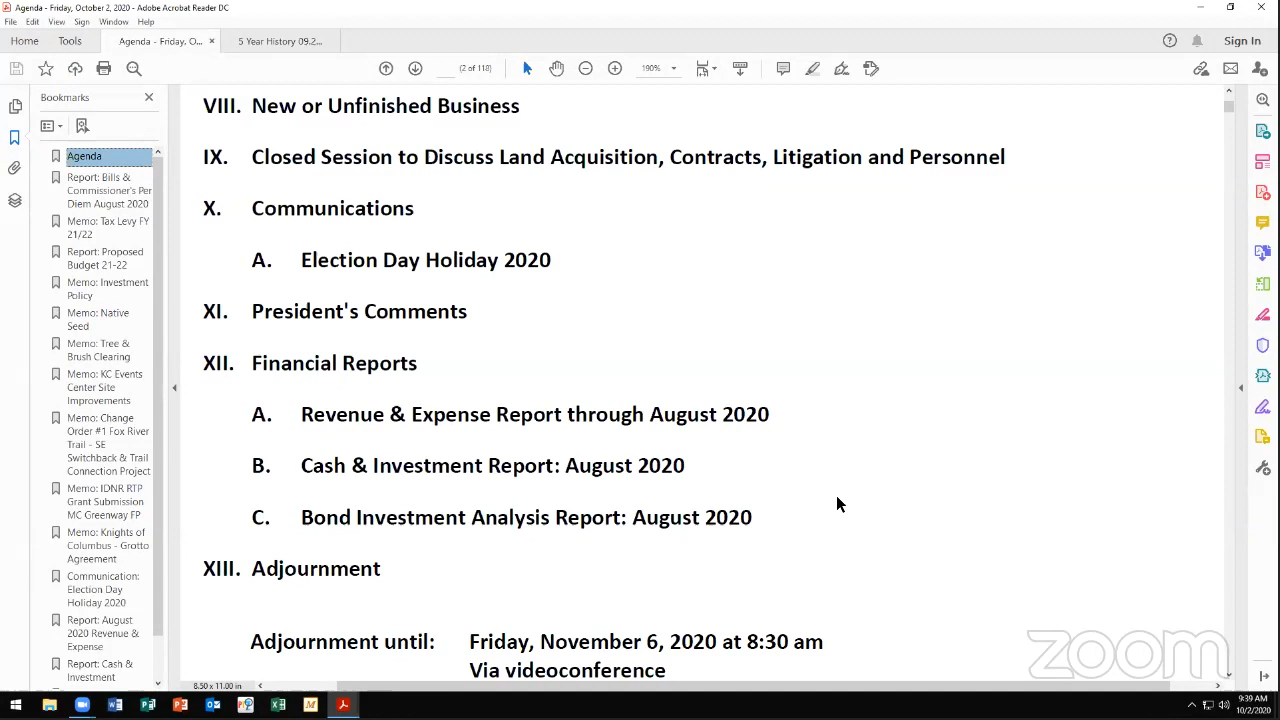 Agenda - Friday, October 2, 2020 - Adobe Acrobat Reader DC
File Edit View Sign Window Help
Home Tools Agenda - Friday, O... × 5 Year History 09.2... Sign In
(2 of 118) 190%
Bookmarks
Agenda
Report: Bills &
Commissioner's Per
Diem August 2020
Memo: Tax Levy FY
21/22
Report: Proposed
Budget 21-22
Memo: Investment
Policy
Memo: Native
Seed
Memo: Tree &
Brush Clearing
Memo: KC Events
Center Site
Improvements
Memo: Change
Order #1 Fox River
Trail - SE
Switchback & Trail
Connection Project
Memo: IDNR RTP
Grant Submission
MC Greenway FP
Memo: Knights of
Columbus - Grotto
Agreement
Communication:
Election Day
Holiday 2020
Report: August
2020 Revenue &
Expense
Report: Cash &
Investment
VIII. New or Unfinished Business
IX. Closed Session to Discuss Land Acquisition, Contracts, Litigation and Personnel
X. Communications
A. Election Day Holiday 2020
XI. President's Comments
XII. Financial Reports
A. Revenue & Expense Report through August 2020
B. Cash & Investment Report: August 2020
C. Bond Investment Analysis Report: August 2020
XIII. Adjournment
Adjournment until: Friday, November 6, 2020 at 8:30 am
Via videoconference
zoom
8.50 x 11.00 in
9:39 AM
10/2/2020